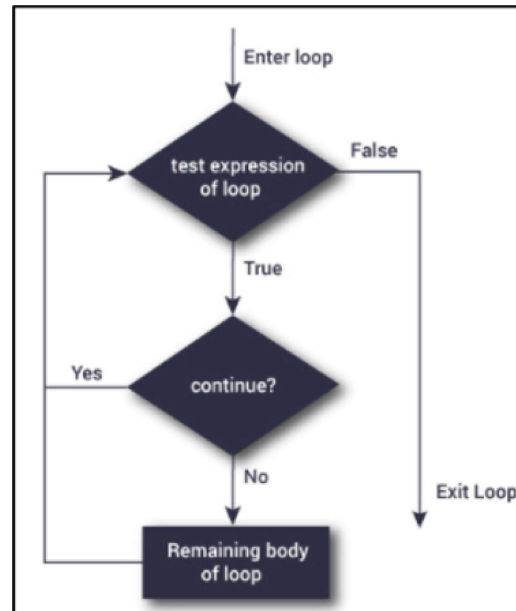 Enter loop
test expression
of loop
False
True
Yes
continue?
No
Exit Loop
Remaining body
of loop